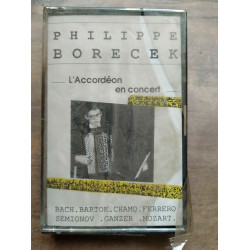 PHILIPPE
BORECEK
L'Accordéon
en concert
BACH.BARTOK.CHAMO.FERRERO
SEMIONOV .GANZER .MOZART.